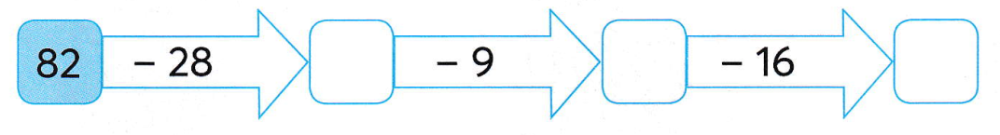 82 – 28 – 9 – 16